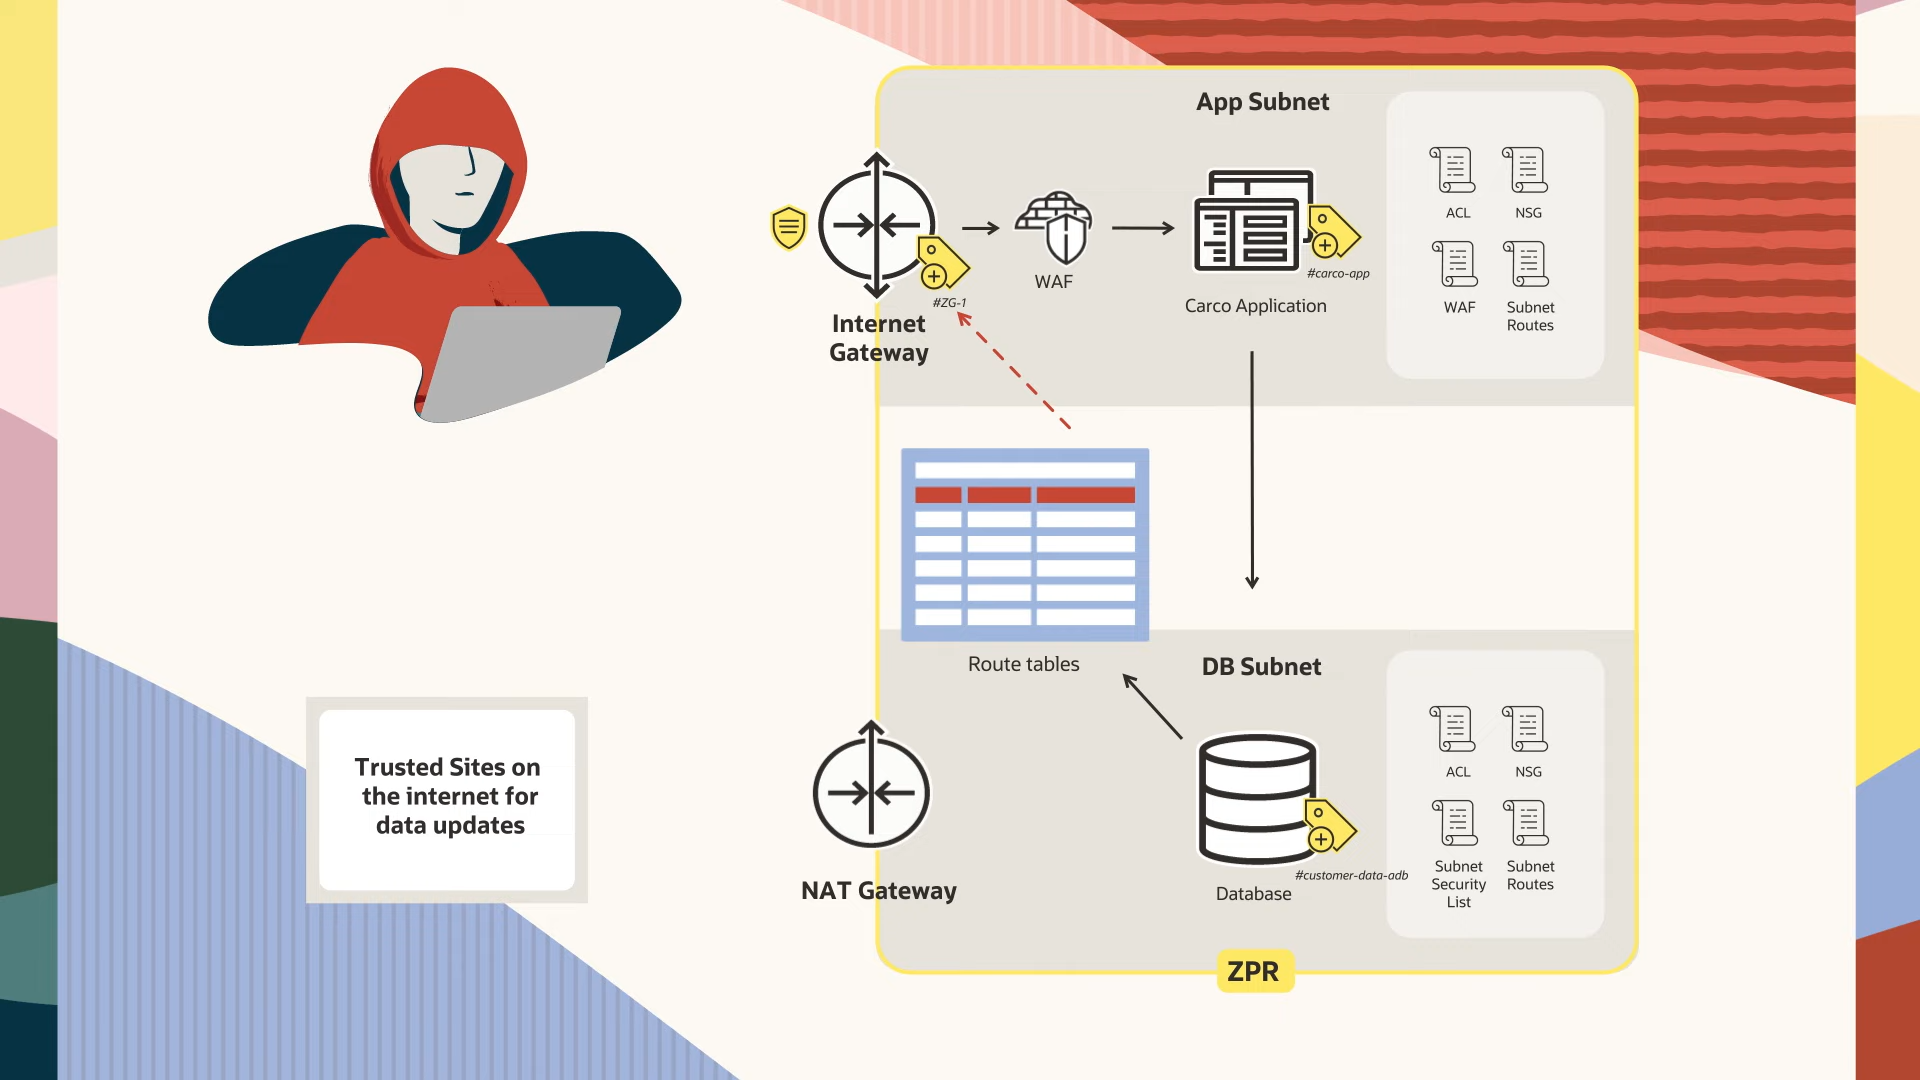 App Subnet
ACL
NSG
WAF
Subnet
Routes
#carco-app
Carco Application
WAF
#ZG-1
Internet
Gateway
Route tables
DB Subnet
ACL
NSG
Subnet
Security
List
Subnet
Routes
#customer-data-adb
Database
NAT Gateway
Trusted Sites on
the internet for
data updates
ZPR